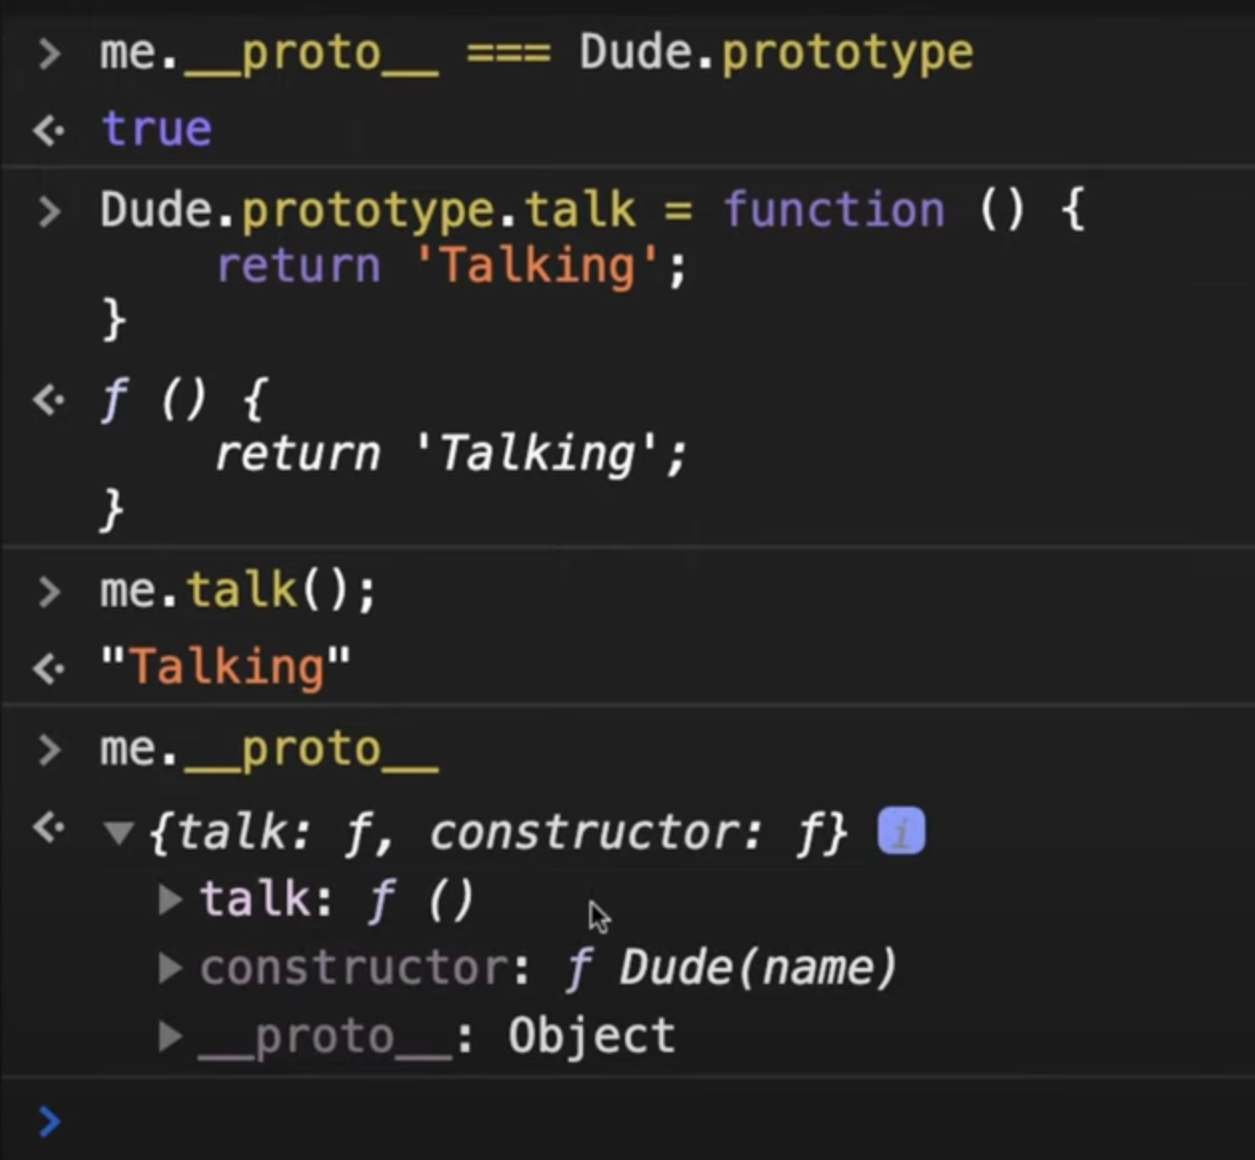 > me.__proto__ === Dude.prototype
<· true
> Dude.prototype.talk = function () {
return 'Talking';
}
<· f () {
return 'Talking';
}
> me.talk();
<· "Talking"
> me.__proto__
<· ▼ {talk: f, constructor: f} i
▶ talk: f ()
▶ constructor: f Dude(name)
▶ __proto__: Object
>